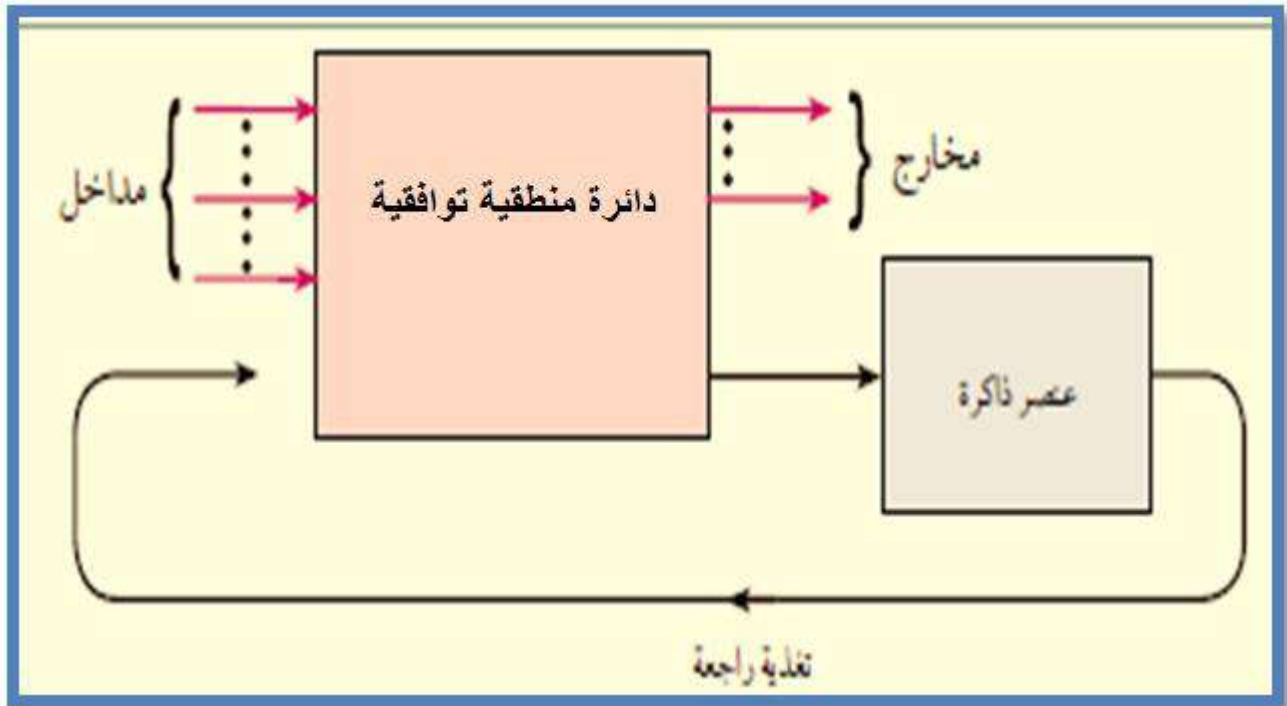 مخارج
دائرة منطقية توافقية
مداخل
عنصر ذاكرة
تغذية راجعة